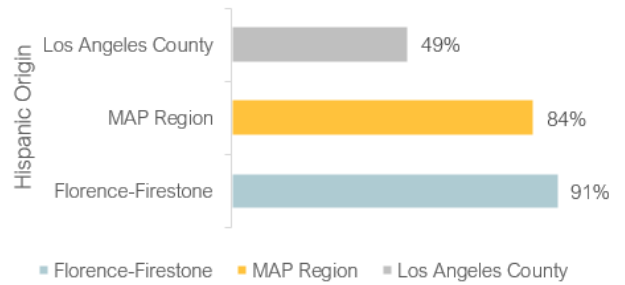 Hispanic Origin
Los Angeles County 49%
MAP Region 84%
Florence-Firestone 91%
Florence-Firestone MAP Region Los Angeles County